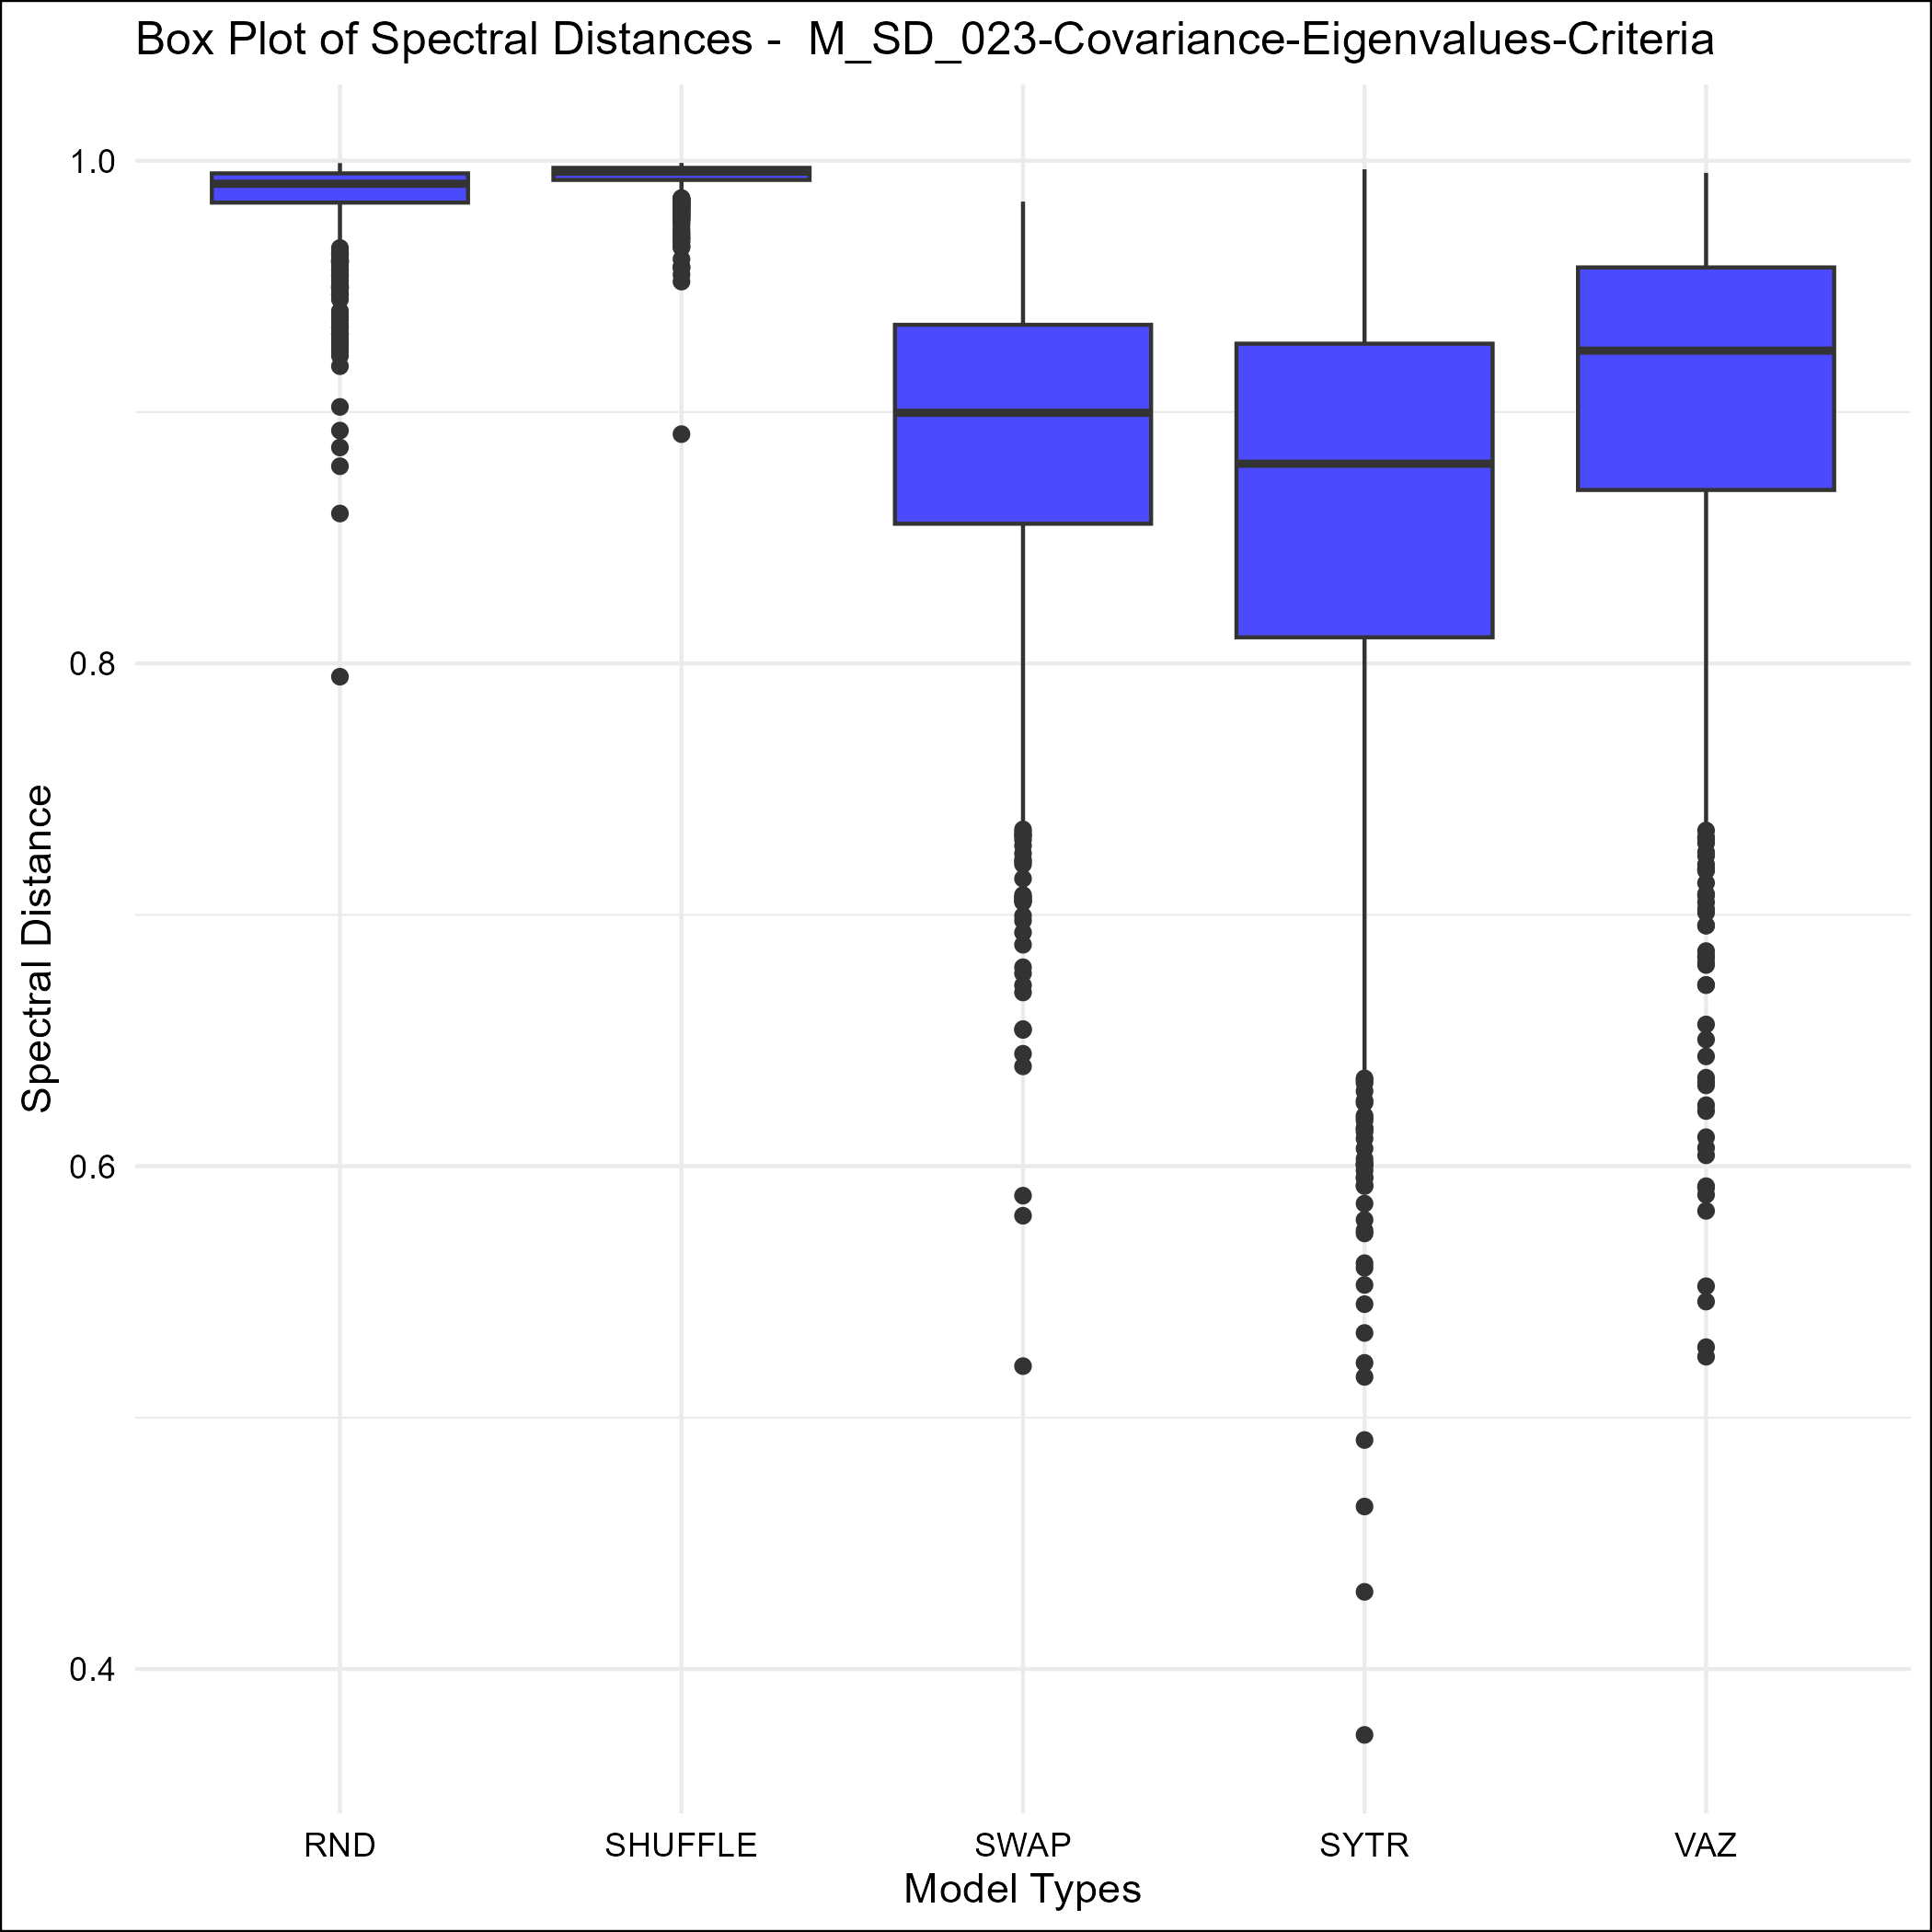 Box Plot of Spectral Distances -  M_SD_023-Covariance-Eigenvalues-Criteria
1.0
0.8
0.6
0.4
Spectral Distance
RND
SHUFFLE
SWAP
SYTR
VAZ
Model Types